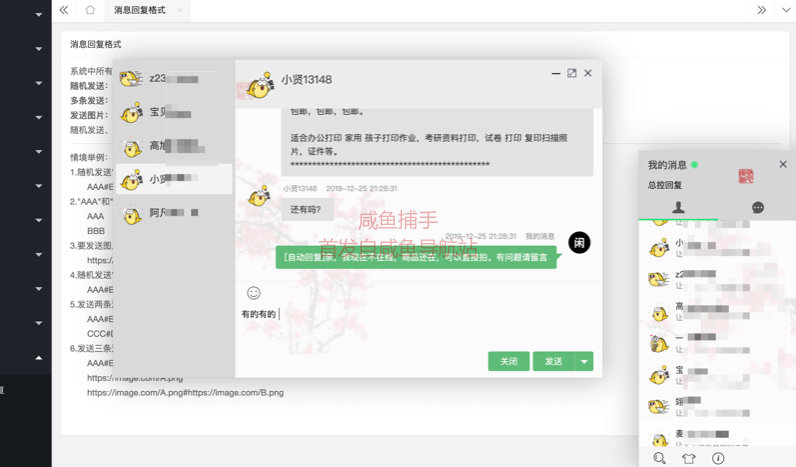 消息回复格式
消息回复格式
系统中所有
随机发送:
多条发送:
发送图片:
随机发送、
情境举例:
1.随机发送
AAA#E
2."AAA"和"
AAA
BBB
3.要发送图
https:/
4.随机发送"
AAA#E
5.发送两条
AAA#E
CCC#D
6.发送三条
AAA#E
https://image.com/A.png
https://image.com/A.png#https://image.com/B.png
复
z23
宝贝
高旭
小贤
阿凡
小贤13148
包邮,包邮,包邮。
适合办公打印 家用 孩子打印作业,考研资料打印,试卷 打印 复印扫描照
片,证件等。
小贤13148 2019-12-25 21:28:31
还有吗?
2019-12-25 21:28:31 我的消息
[自动回复]亲,我现在不在线。商品还在,可以直接拍。有问题请留言
闲
咸鱼捕手
首发自咸鱼导航站
有的有的
关闭
发送
我的消息
总控回复
小
让
z2
让
高
让
一
让
宝
让
翊
让
麦